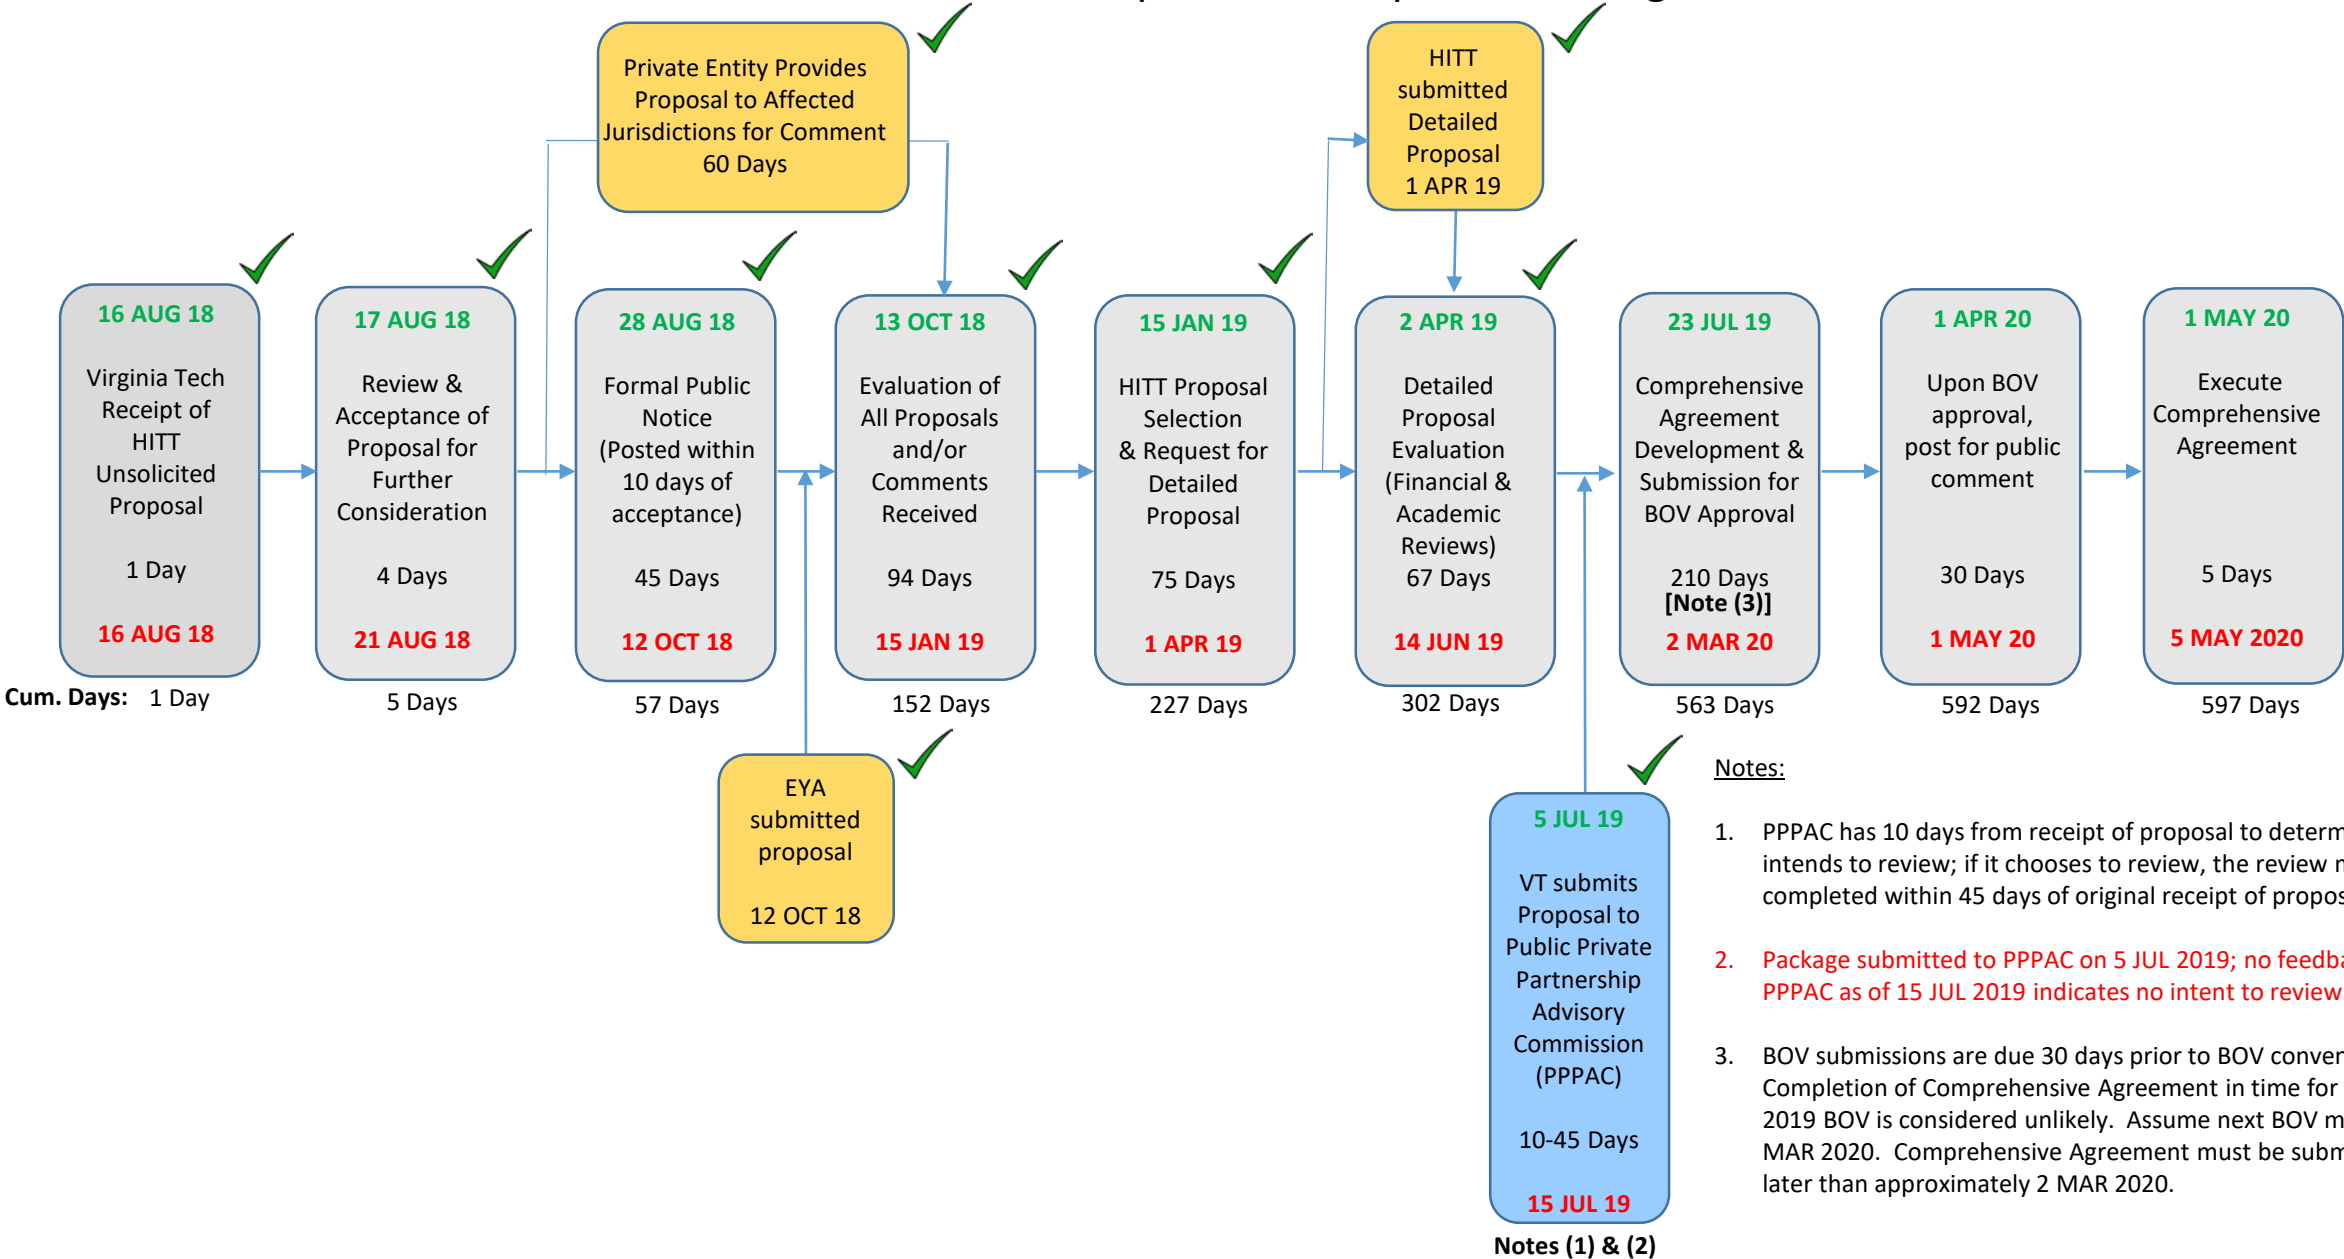 Private Entity Provides
Proposal to Affected
Jurisdictions for Comment
60 Days
HITT
submitted
Detailed
Proposal
1 APR 19
16 AUG 18
Virginia Tech
Receipt of
HITT
Unsolicited
Proposal
1 Day
16 AUG 18
17 AUG 18
Review &
Acceptance of
Proposal for
Further
Consideration
4 Days
21 AUG 18
28 AUG 18
Formal Public
Notice
(Posted within
10 days of
acceptance)
45 Days
12 OCT 18
13 OCT 18
Evaluation of
All Proposals
and/or
Comments
Received
94 Days
15 JAN 19
15 JAN 19
HITT Proposal
Selection
& Request for
Detailed
Proposal
75 Days
1 APR 19
2 APR 19
Detailed
Proposal
Evaluation
(Financial &
Academic
Reviews)
67 Days
14 JUN 19
23 JUL 19
Comprehensive
Agreement
Development &
Submission for
BOV Approval
210 Days
[Note (3)]
2 MAR 20
1 APR 20
Upon BOV
approval,
post for public
comment
30 Days
1 MAY 20
1 MAY 20
Execute
Comprehensive
Agreement
5 Days
5 MAY 2020
Cum. Days: 1 Day
5 Days
57 Days
152 Days
227 Days
302 Days
563 Days
592 Days
597 Days
EYA
submitted
proposal
12 OCT 18
5 JUL 19
VT submits
Proposal to
Public Private
Partnership
Advisory
Commission
(PPPAC)
10-45 Days
15 JUL 19
Notes (1) & (2)
Notes:
1. PPPAC has 10 days from receipt of proposal to
intends to review; if it chooses to review, the review
completed within 45 days of original receipt of
2. Package submitted to PPPAC on 5 JUL 2019; no
PPPAC as of 15 JUL 2019 indicates no intent to review
3. BOV submissions are due 30 days prior to BOV
Completion of Comprehensive Agreement in time for
2019 BOV is considered unlikely. Assume next BOV
MAR 2020. Comprehensive Agreement must be
later than approximately 2 MAR 2020.